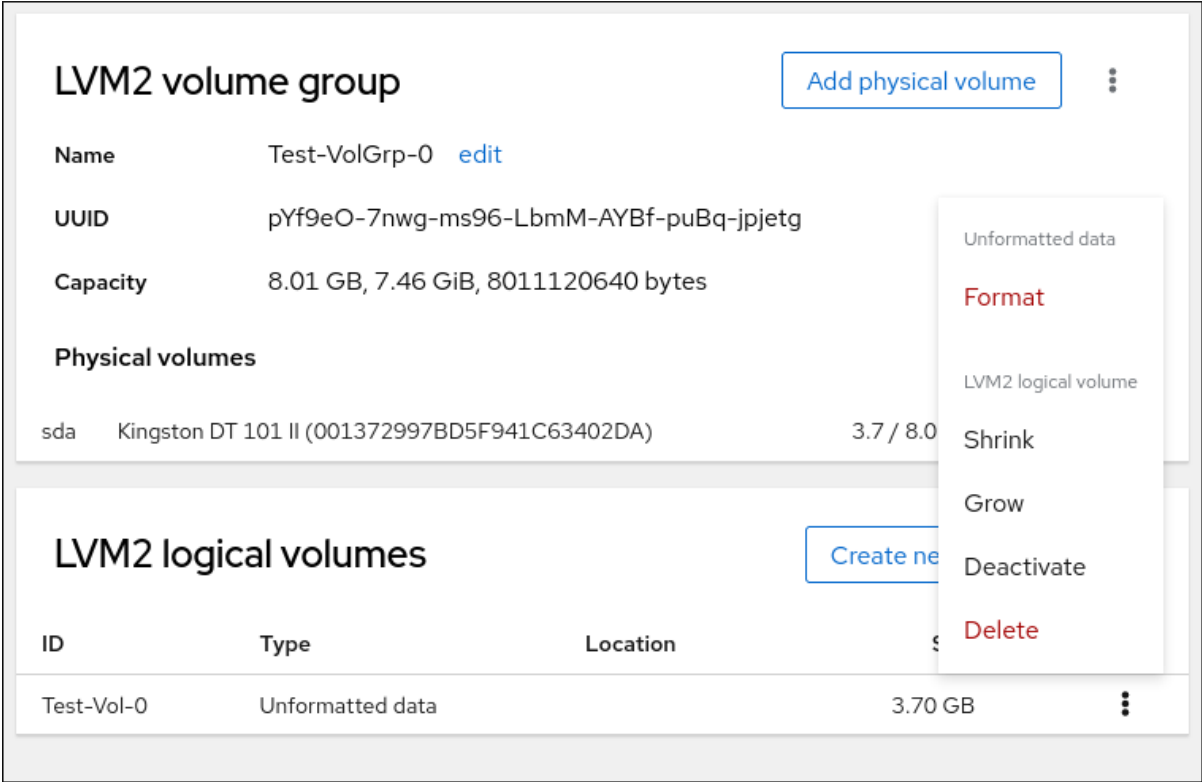 LVM2 volume group
Add physical volume
Name Test-VolGrp-0 edit
UUID pYf9eO-7nwg-ms96-LbmM-AYBf-puBq-jpjetg
Capacity 8.01 GB, 7.46 GiB, 8011120640 bytes
Physical volumes
sda Kingston DT 101 II (001372997BD5F941C63402DA) 3.7 / 8.0
Unformatted data
Format
LVM2 logical volume
Shrink
Grow
Deactivate
Delete
LVM2 logical volumes
Create
ID Type Location
Test-Vol-0 Unformatted data 3.70 GB